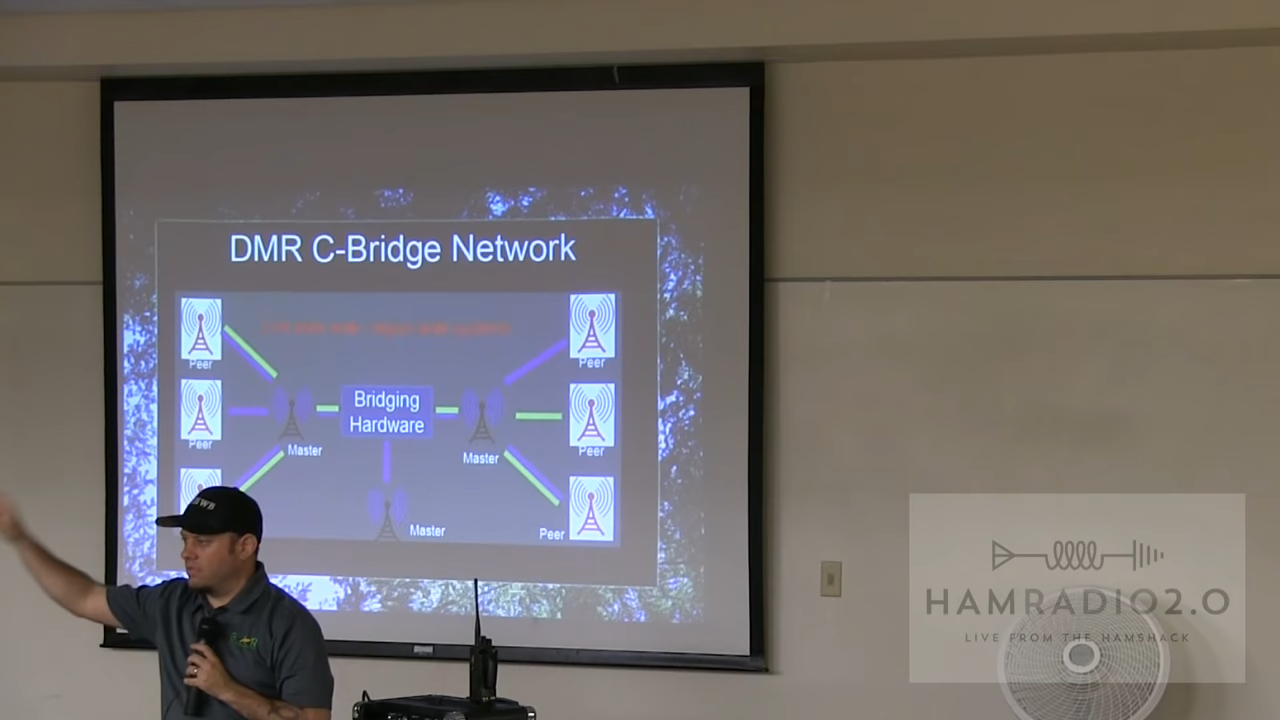 DMR C-Bridge Network
Peer
Peer
Peer
Peer
Bridging
Hardware
Master
Master
Master
Peer
HAMRADIO2.0
LIVE FROM THE HAMSHACK